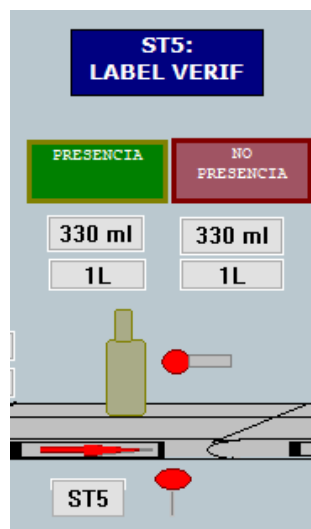 ST5:
LABEL VERIF
PRESENCIA
NO
PRESENCIA
330 ml
330 ml
1L
1L
ST5